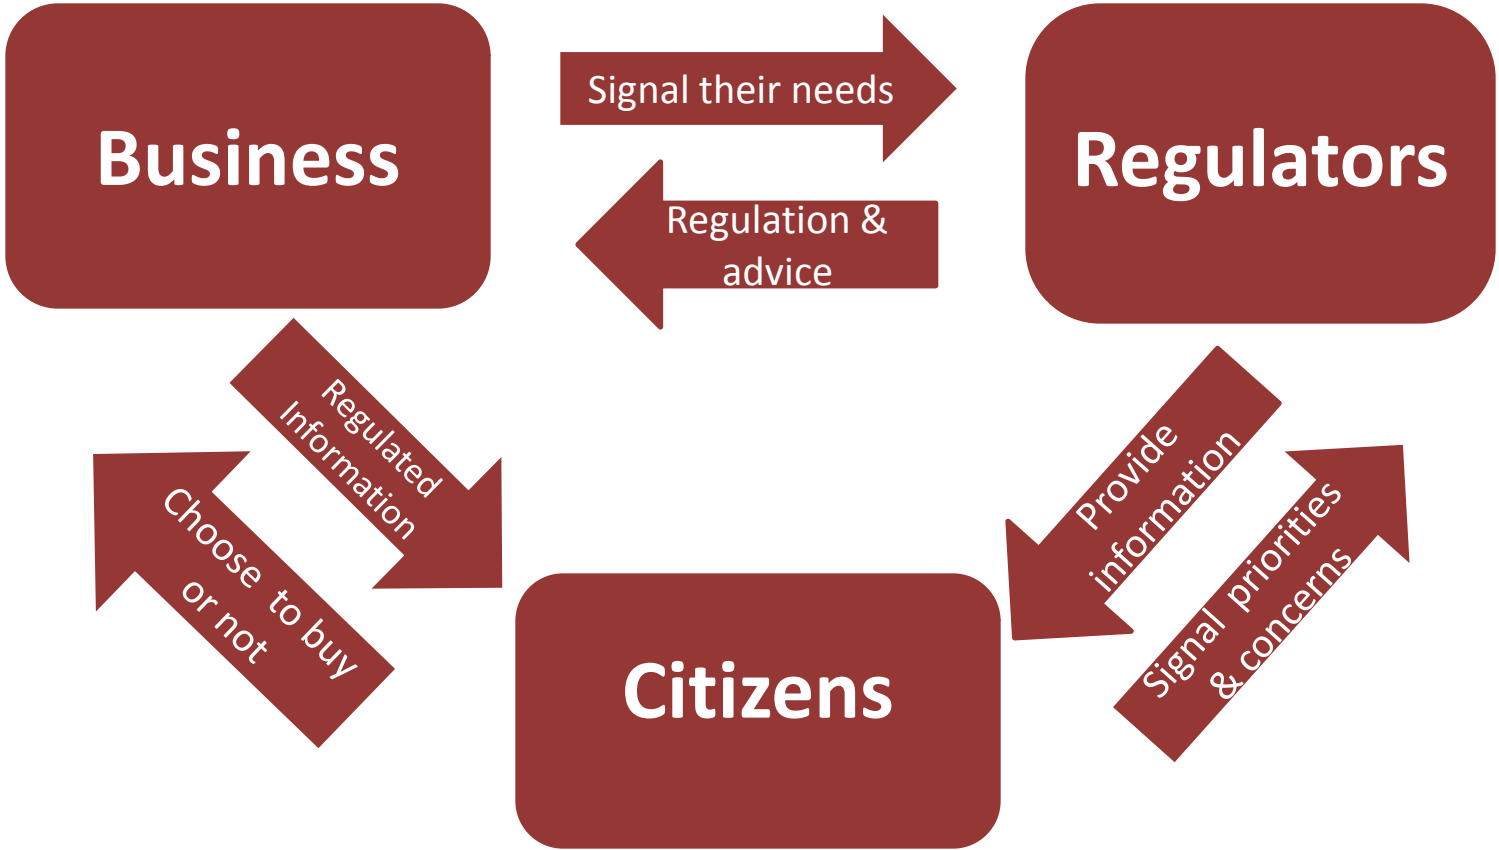 Business
Signal their needs
Regulators
Regulation &
advice
Regulated
Information
Choose to buy
or not
Provide
information
Signal priorities
& concerns
Citizens